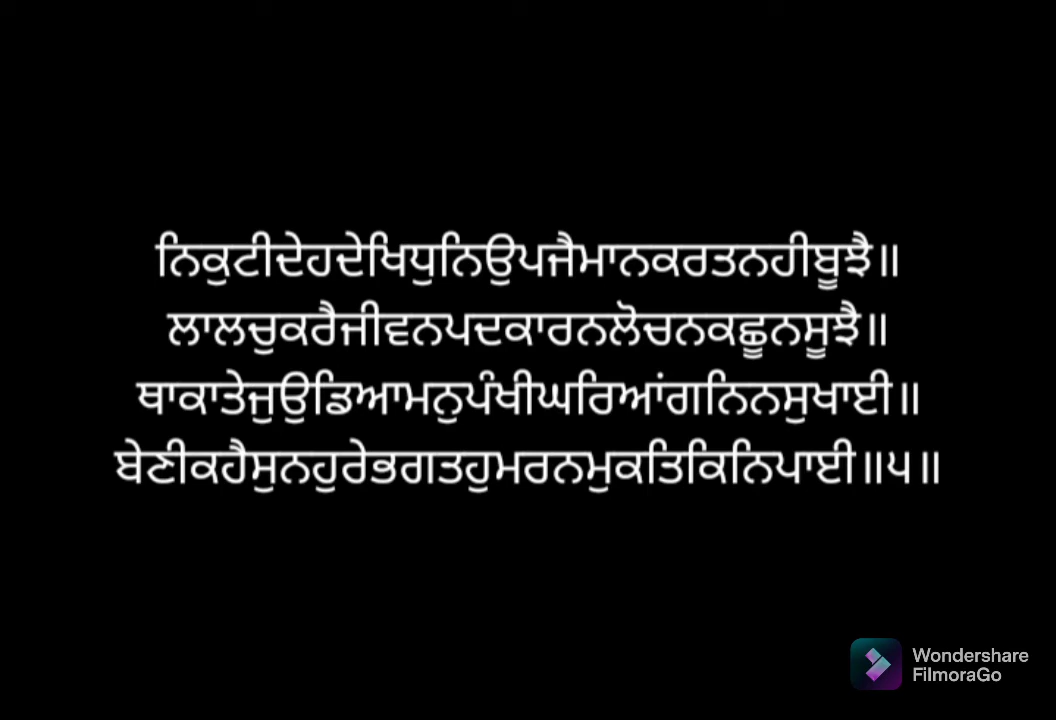 ਨਿਕੁਟੀਦੇਹਦੇਖਿਧੁਨਿਉਪਜੈਮਾਨਕਰਤਨਹੀਬੂਝੈ॥
ਲਾਲਚੁਕਰੈਜੀਵਨਪਦਕਾਰਨਲੋਚਨਕਛੂਨਸੂਝੈ॥
ਥਾਕਾਤੇਜੁਉਡਿਆਮਨੁਪੰਖੀਘਰਿਆਂਗਨਿਨਸੁਖਾਈ॥
ਬੇਣੀਕਹੈਸੁਨਹੁਰੇਭਗਤਹੁਮਰਨਮੁਕਤਿਕਿਨਿਪਾਈ॥੫॥
Wondershare
FilmoraGo